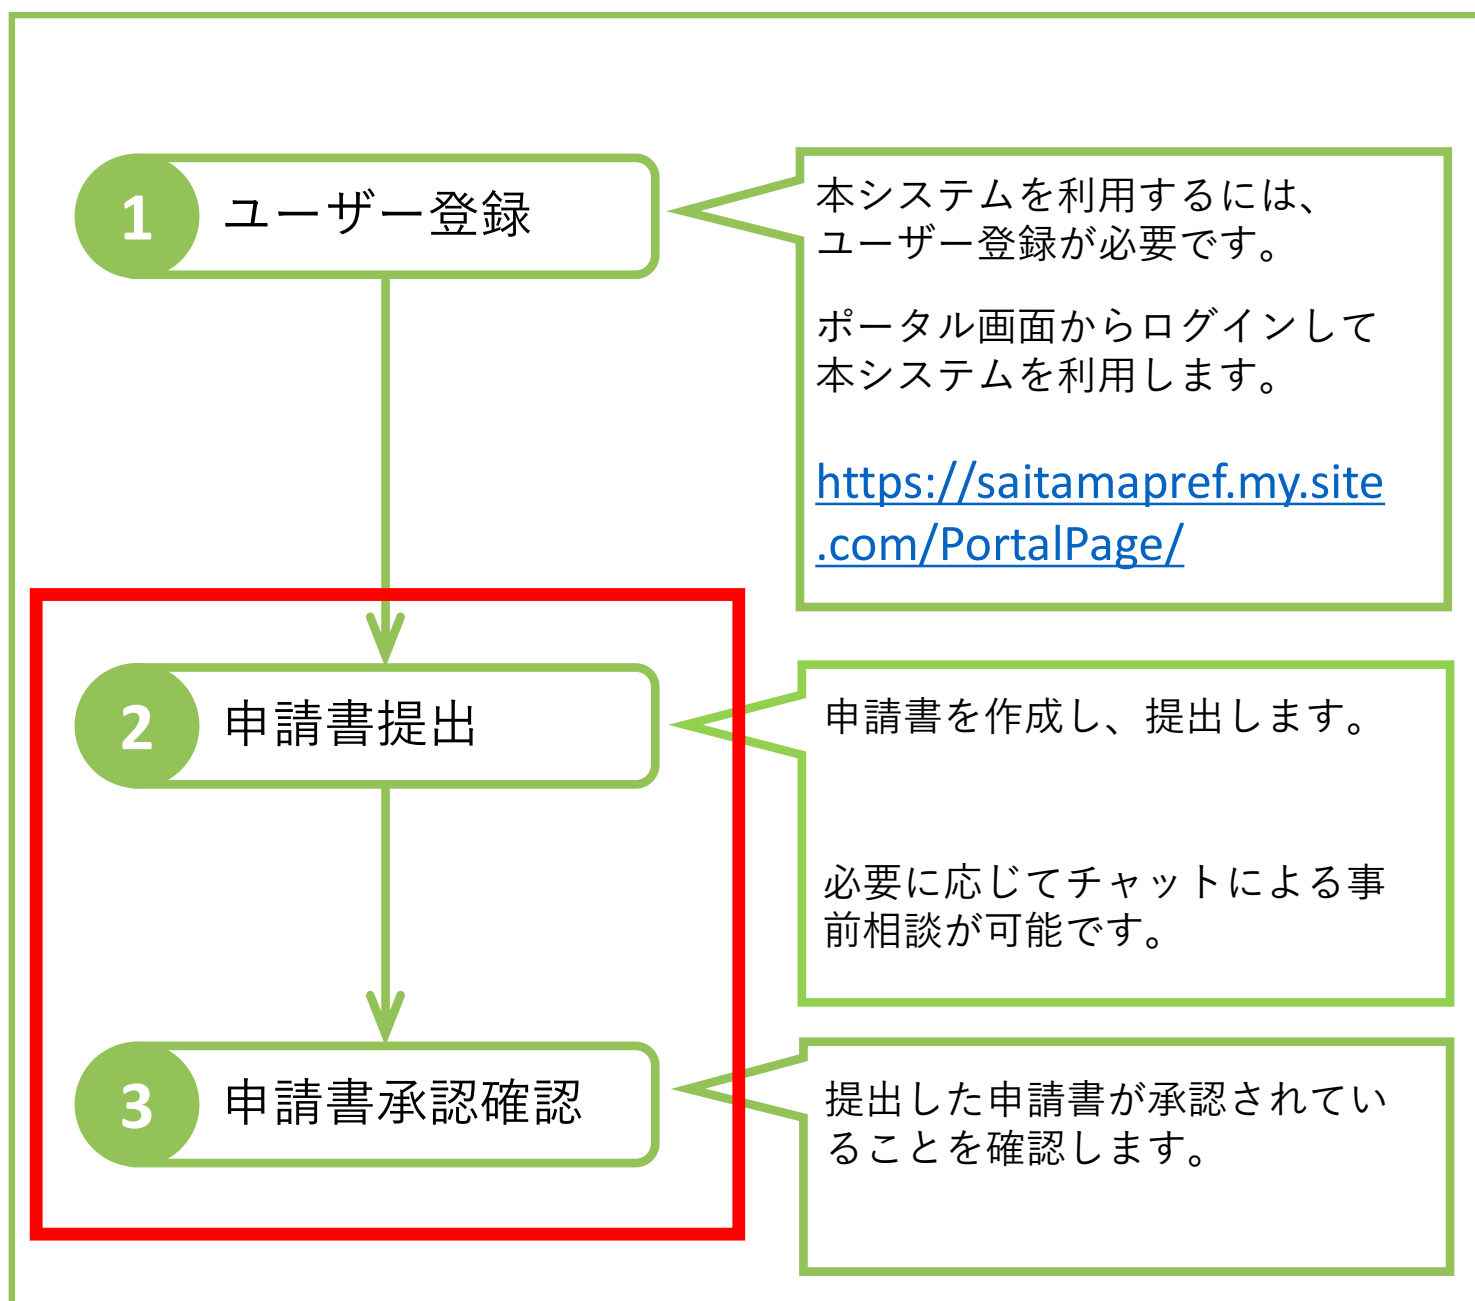 1 ユーザー登録
本システムを利用するには、
ユーザー登録が必要です。
ポータル画面からログインして
本システムを利用します。
https://saitamapref.my.site
.com/PortalPage/
2 申請書提出
申請書を作成し、提出します。
必要に応じてチャットによる事
前相談が可能です。
3 申請書承認確認
提出した申請書が承認されてい
ることを確認します。